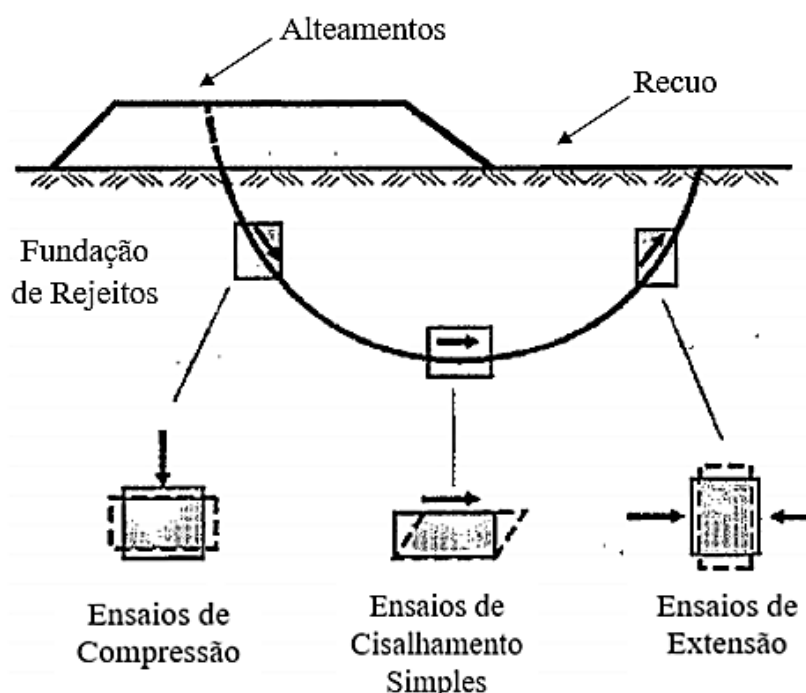 Alteamentos
Recuo
Fundação
de Rejeitos
Ensaios de
Compressão
Ensaios de
Cisalhamento
Simples
Ensaios de
Extensão